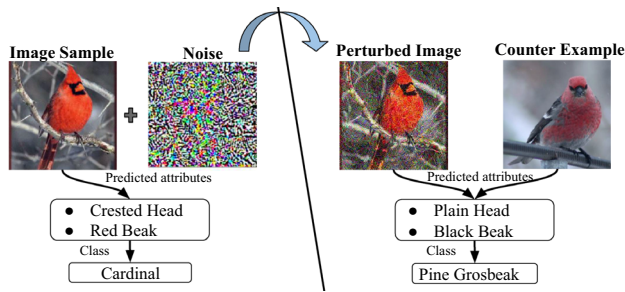 Image Sample
Noise
Predicted attributes
● Crested Head
● Red Beak
Class
Cardinal
Perturbed Image
Counter Example
Predicted attributes
● Plain Head
● Black Beak
Class
Pine Grosbeak